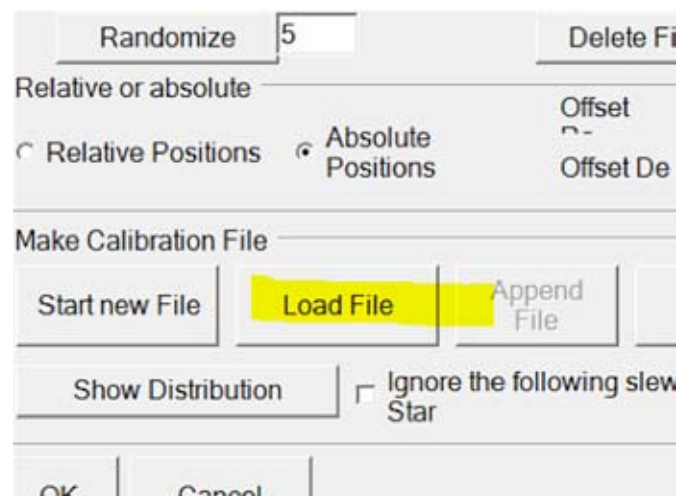 Randomize 5 Delete Fi
Relative or absolute
Offset
Relative Positions Absolute Positions
Offset De
Make Calibration File
Start new File Load File Append File
Show Distribution Ignore the following slew Star
OK Cancel